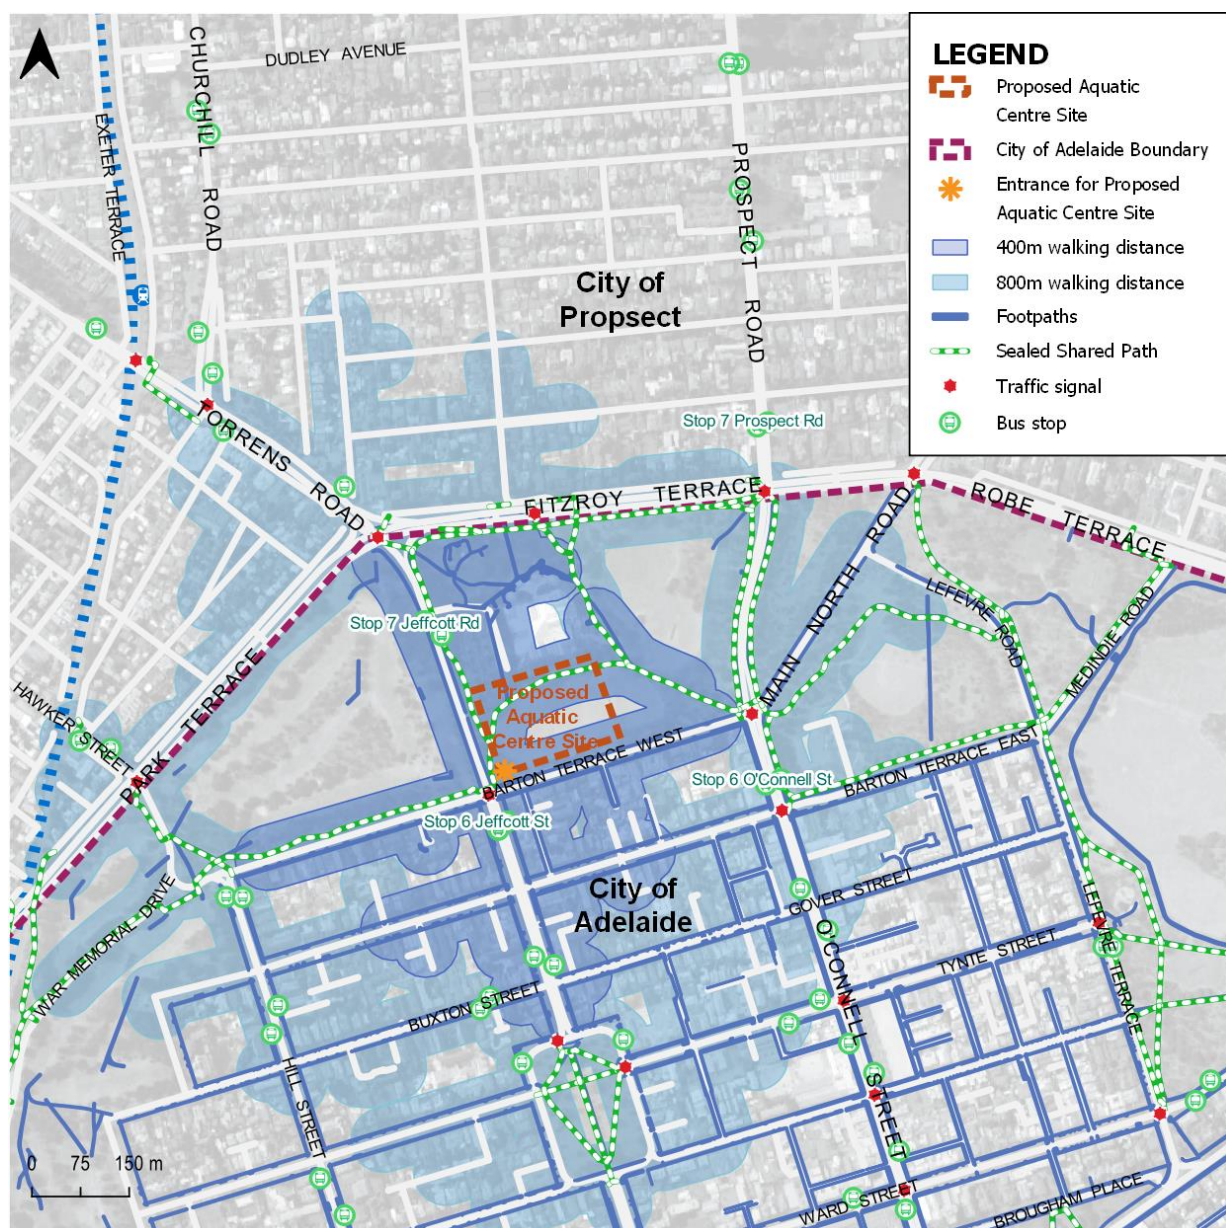 CHURCHILL ROAD
DUDLEY AVENUE
EXETER TERRACE
PROSPECT ROAD
LEGEND
Proposed Aquatic
Centre Site
City of Adelaide Boundary
Entrance for Proposed
Aquatic Centre Site
400m walking distance
800m walking distance
Footpaths
Sealed Shared Path
Traffic signal
Bus stop
City of
Propsect
Stop 7 Prospect Rd
TORRENS ROAD
FITZROY TERRACE
ROBE TERRACE
MAIN NORTH ROAD
LEFEVRE ROAD
MEDINDIE ROAD
Stop 7 Jeffcott Rd
HAWKER STREET
PARK TERRACE
Proposed
Aquatic
Centre Site
BARTON TERRACE WEST
BARTON TERRACE EAST
Stop 6 O'Connell St
Stop 6 Jeffcott St
City of
Adelaide
GOVER STREET
WAR MEMORIAL DRIVE
O'CONNELL STREET
TYNTE STREET
LEFEVRE TERRACE
BUXTON STREET
HILL STREET
0 75 150 m
WARD STREET
BROUGHAM PLACE